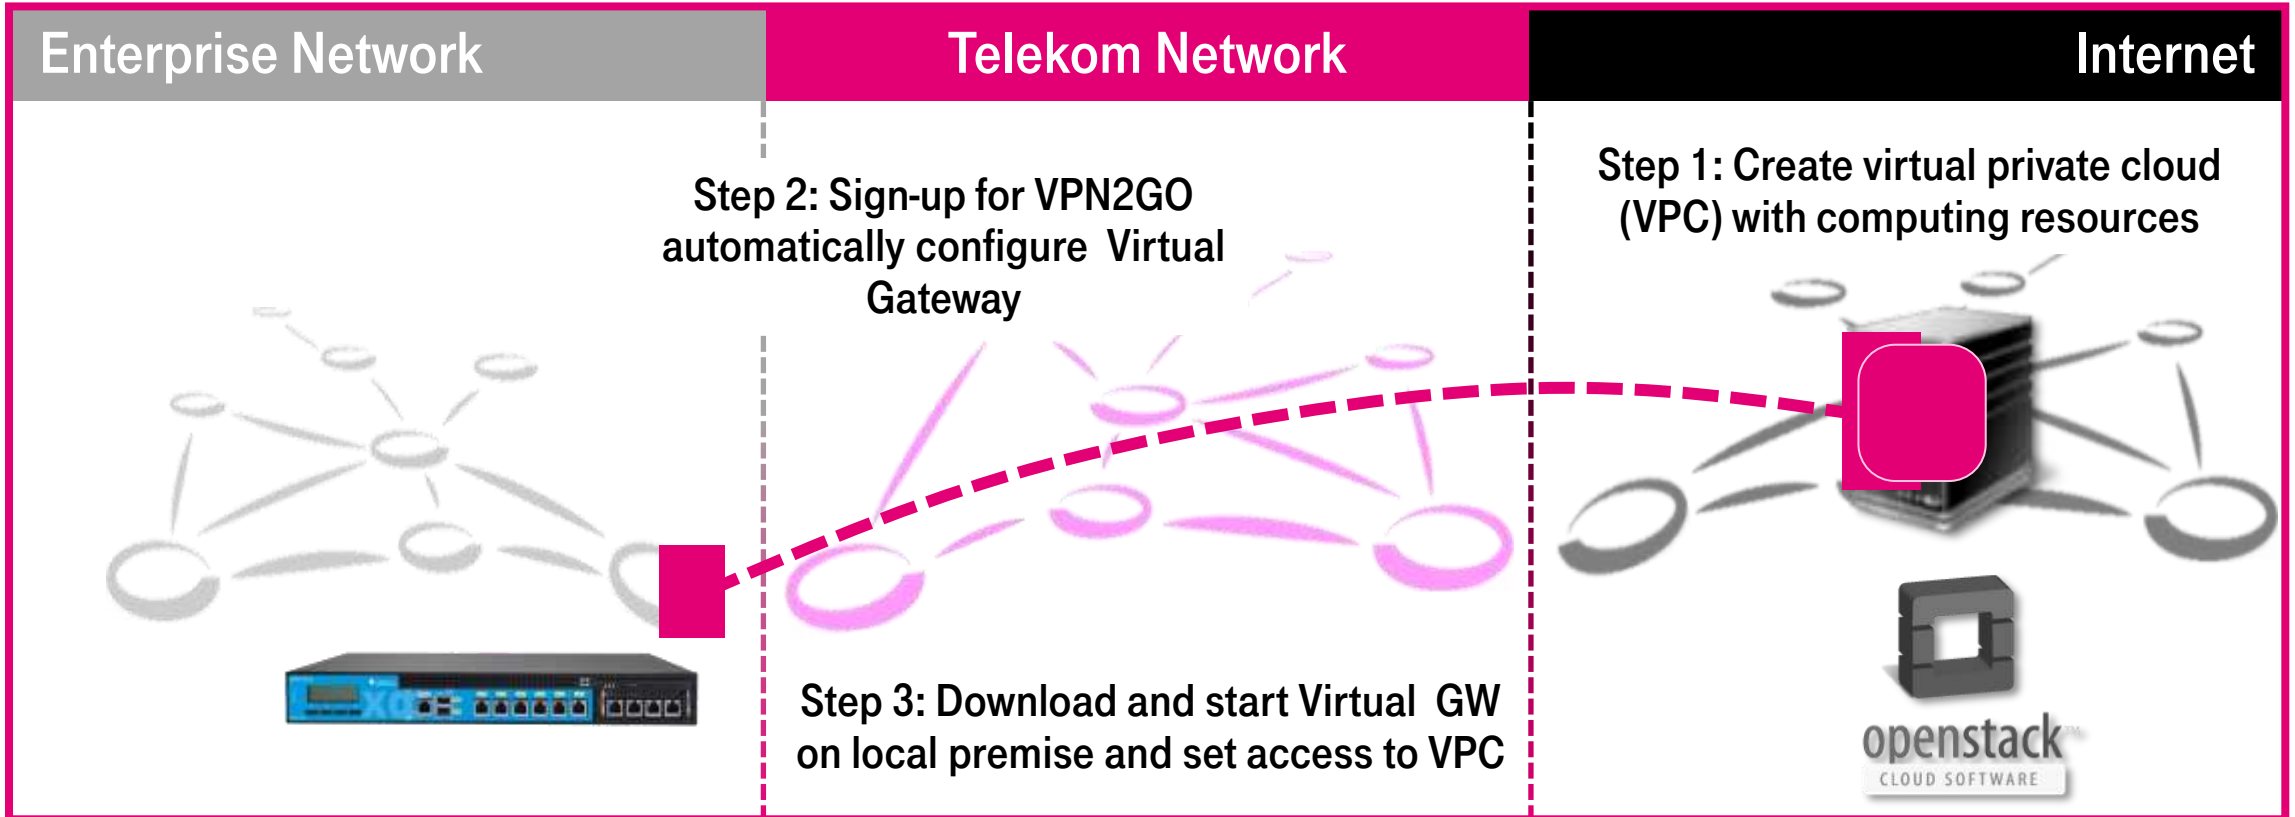 Enterprise Network
Telekom Network
Internet
Step 1: Create virtual private cloud
(VPC) with computing resources
Step 2: Sign-up for VPN2GO
automatically configure Virtual
Gateway
Step 3: Download and start Virtual GW
on local premise and set access to VPC
openstack™
CLOUD SOFTWARE